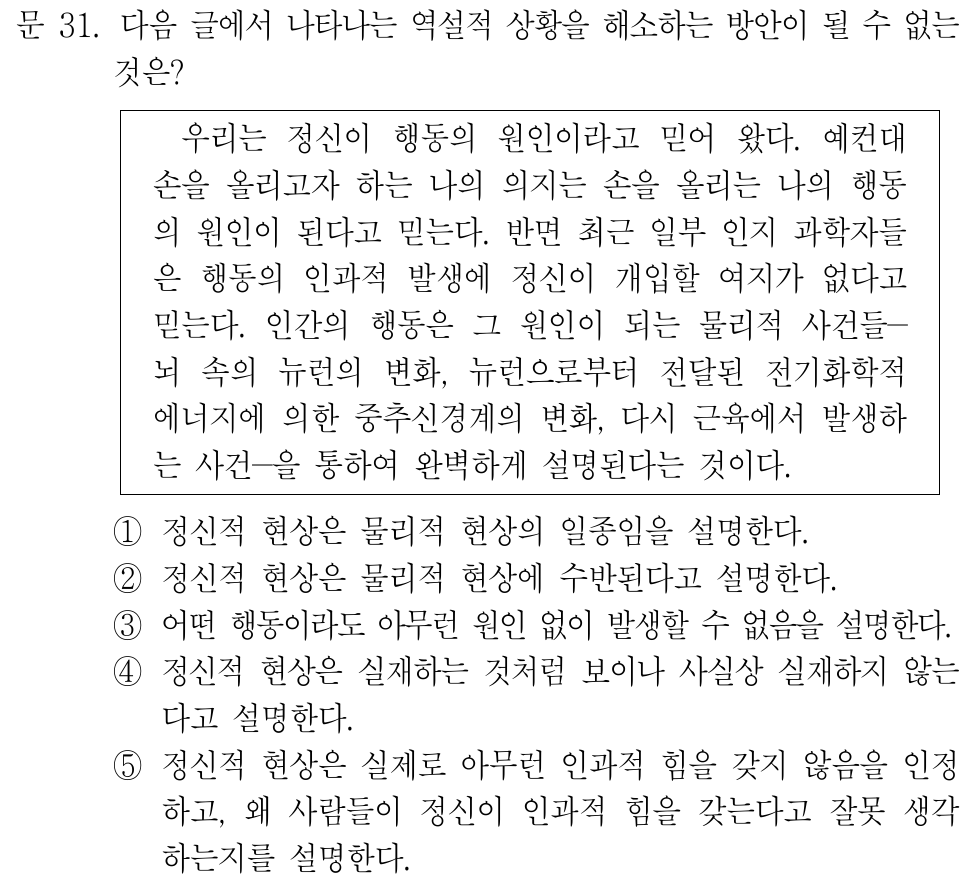 문 31. 다음 글에서 나타나는 역설적 상황을 해소하는 방안이 될 수 없는
것은?
우리는 정신이 행동의 원인이라고 믿어 왔다. 예컨대
손을 올리고자 하는 나의 의지는 손을 올리는 나의 행동
의 원인이 된다고 믿는다. 반면 최근 일부 인지 과학자들
은 행동의 인과적 발생에 정신이 개입할 여지가 없다고
믿는다. 인간의 행동은 그 원인이 되는 물리적 사건들─
뇌 속의 뉴런의 변화, 뉴런으로부터 전달된 전기화학적
에너지에 의한 중추신경계의 변화, 다시 근육에서 발생하
는 사건─을 통하여 완벽하게 설명된다는 것이다.
① 정신적 현상은 물리적 현상의 일종임을 설명한다.
② 정신적 현상은 물리적 현상에 수반된다고 설명한다.
③ 어떤 행동이라도 아무런 원인 없이 발생할 수 없음을 설명한다.
④ 정신적 현상은 실재하는 것처럼 보이나 사실상 실재하지 않는
다고 설명한다.
⑤ 정신적 현상은 실제로 아무런 인과적 힘을 갖지 않음을 인정
하고, 왜 사람들이 정신이 인과적 힘을 갖는다고 잘못 생각
하는지를 설명한다.